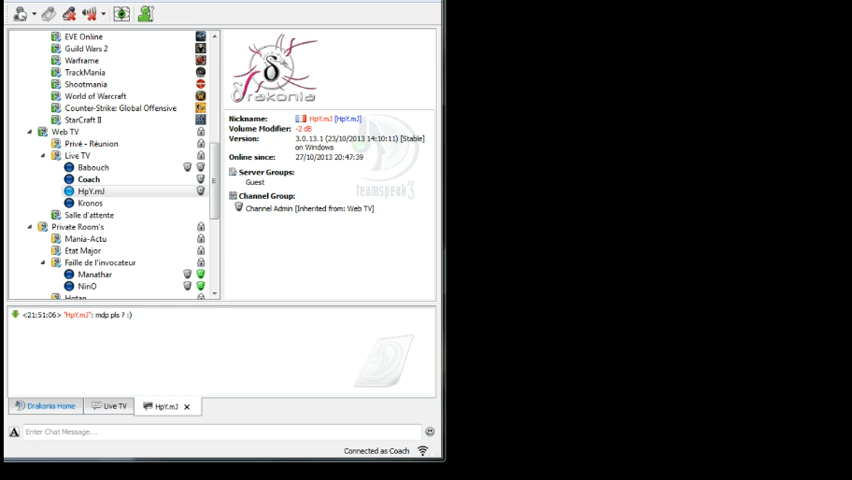 EVE Online
Guild Wars 2
Warframe
TrackMania
Shootmania
World of Warcraft
Counter-Strike: Global Offensive
StarCraft II
Web TV
Privé - Réunion
Live TV
Babouch
Coach
HpY.mJ
Kronos
Salle d'attente
Private Room's
Mania-Actu
Etat Major
Faille de l'invocateur
Manathar
NinO
drakonia
Nickname: HpY.mJ [HpY.mJ]
Volume Modifier: -2 dB
Version: 3.0.13.1 (23/10/2013 14:10:11) [Stable]
on Windows
Online since: 27/10/2013 20:47:39
Server Groups:
Guest
Channel Group:
Channel Admin [Inherited from: Web TV]
teamspeak3
<21:51:06> "HpY.mJ": mdp pls ? :)
Drakonia Home
Live TV
HpY.mJ
A
Enter Chat Message...
Connected as Coach